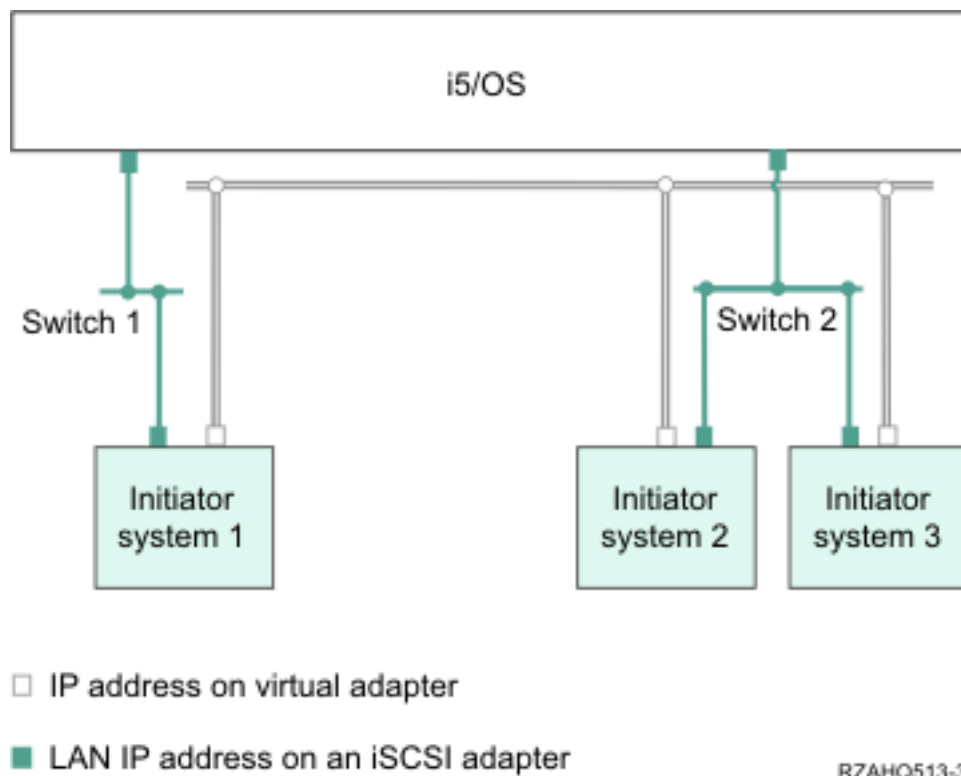 i5/OS
Switch 1
Switch 2
Initiator
system 1
Initiator
system 2
Initiator
system 3
IP address on virtual adapter
LAN IP address on an iSCSI adapter